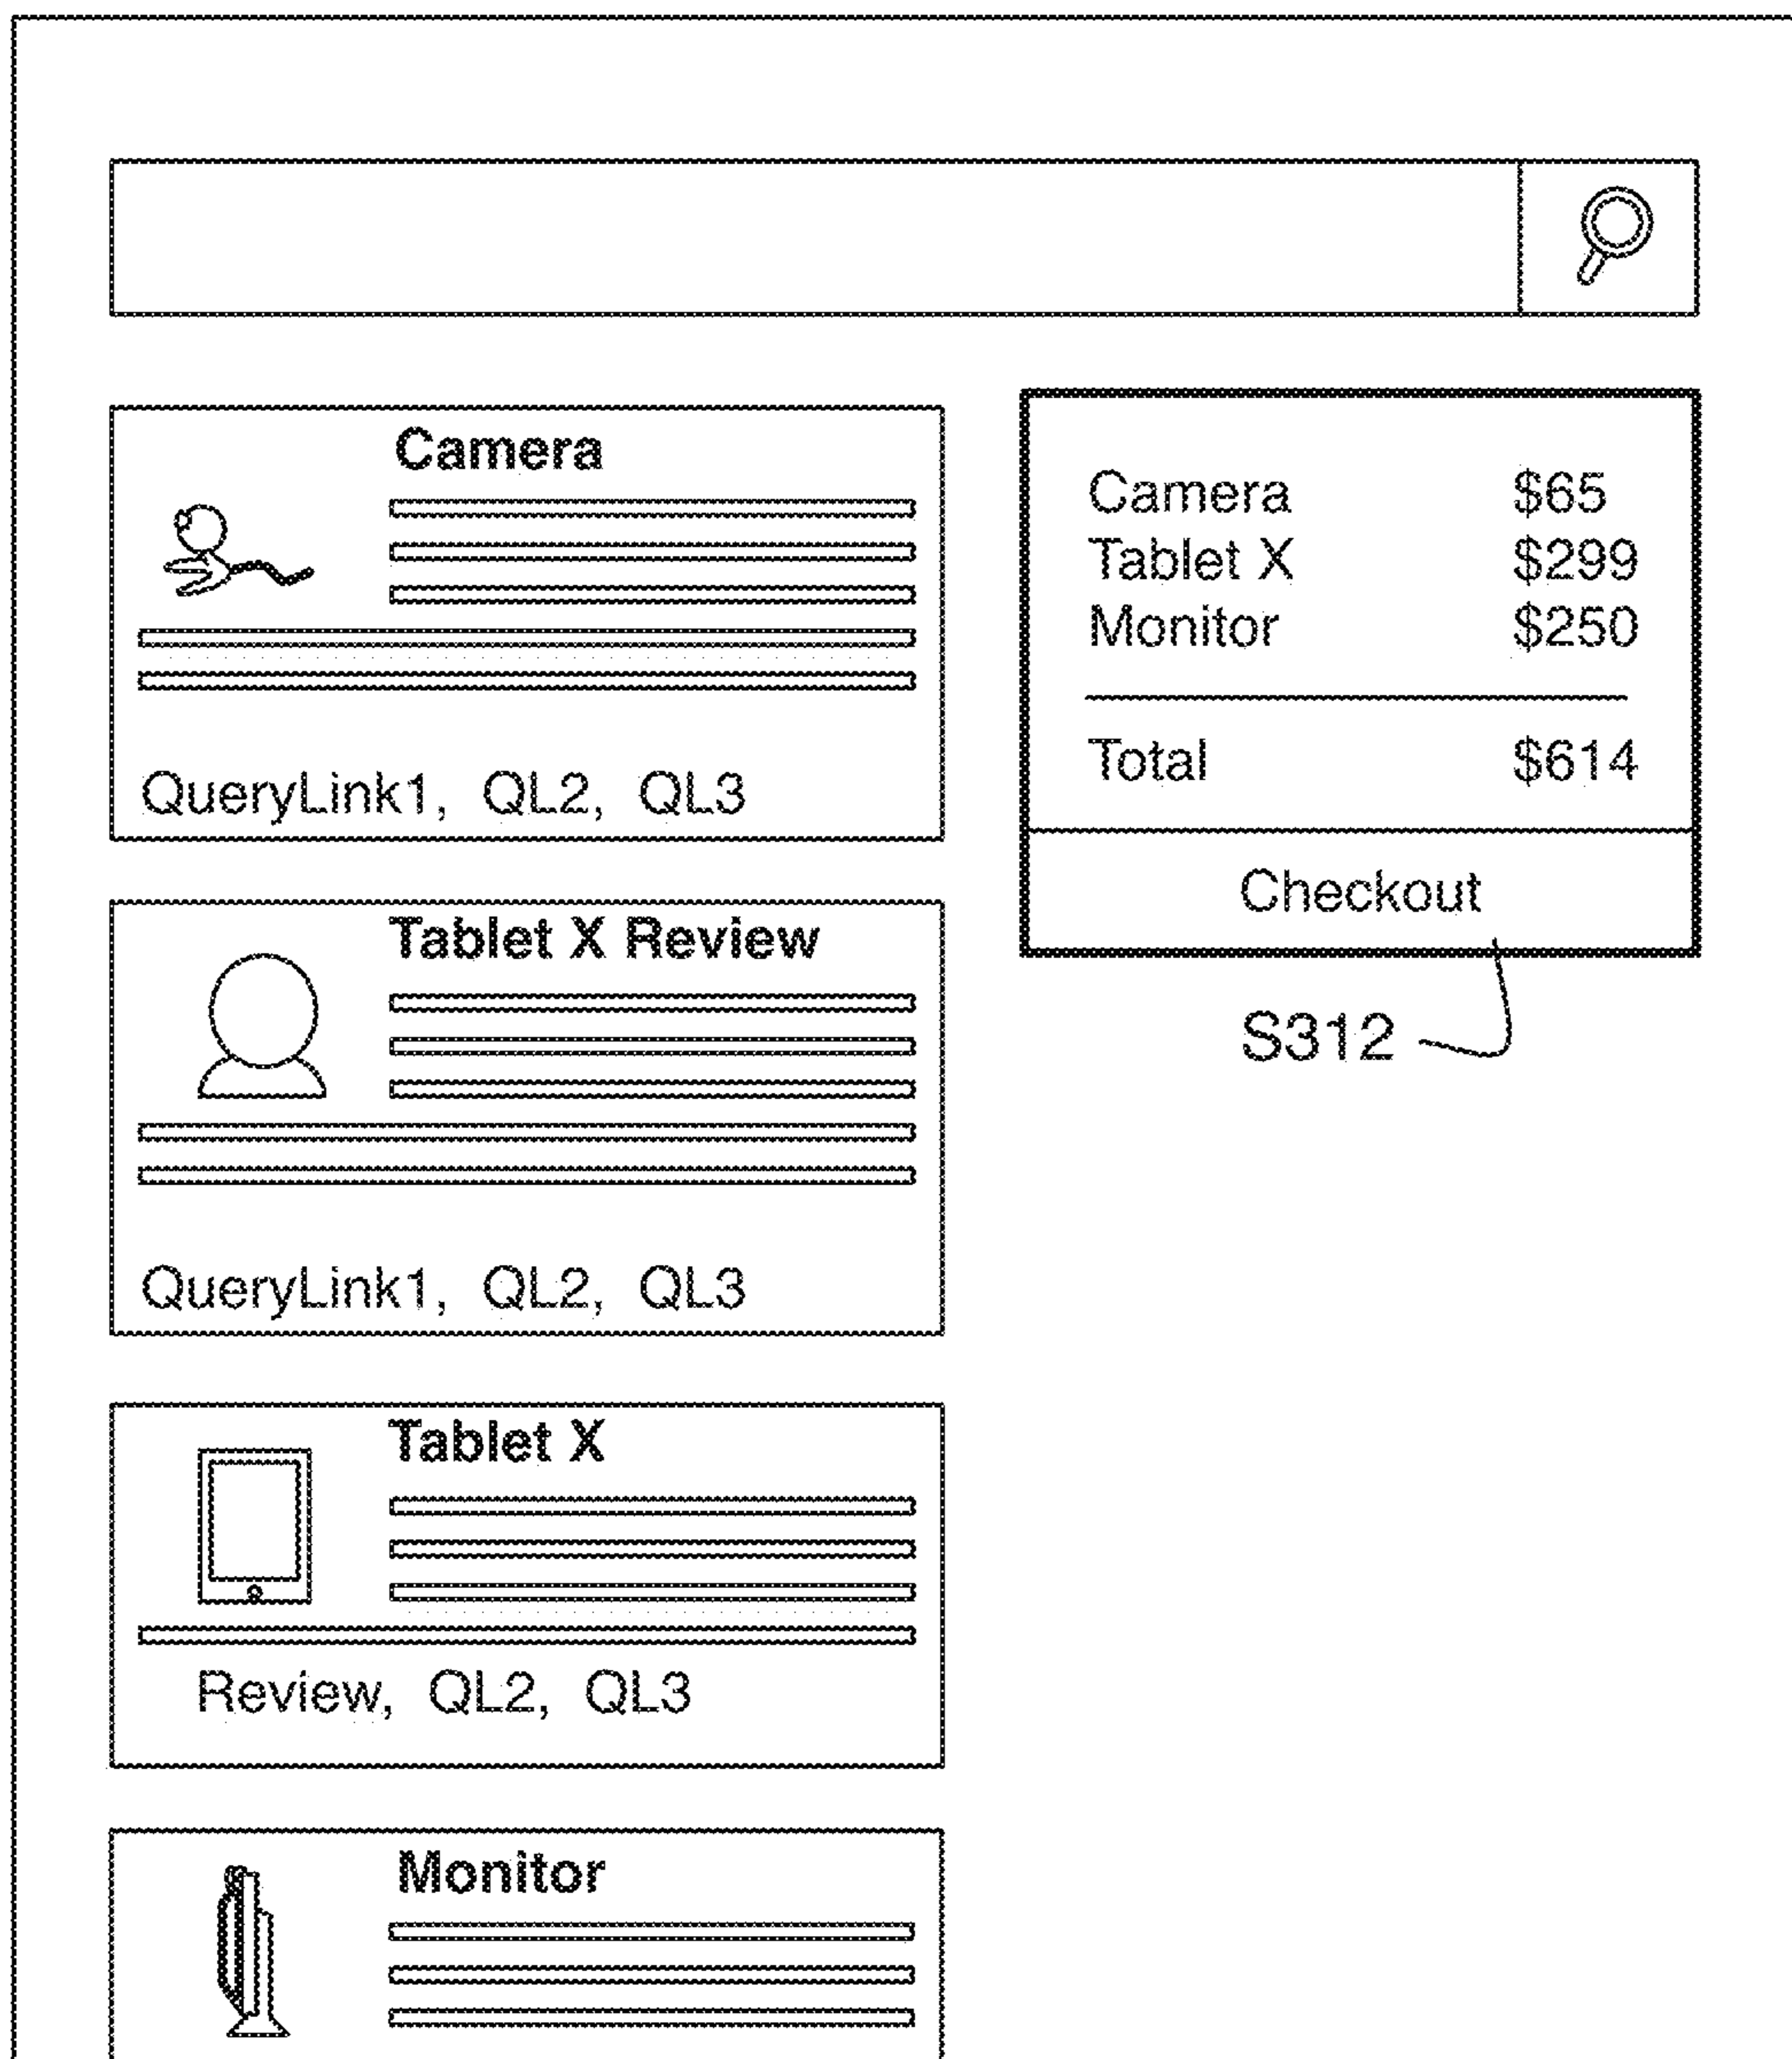 Camera
QueryLink1, QL2, QL3
Tablet X Review
QueryLink1, QL2, QL3
Tablet X
Review, QL2, QL3
Monitor
Camera $65
Tablet X $299
Monitor $250
Total $614
Checkout
S312